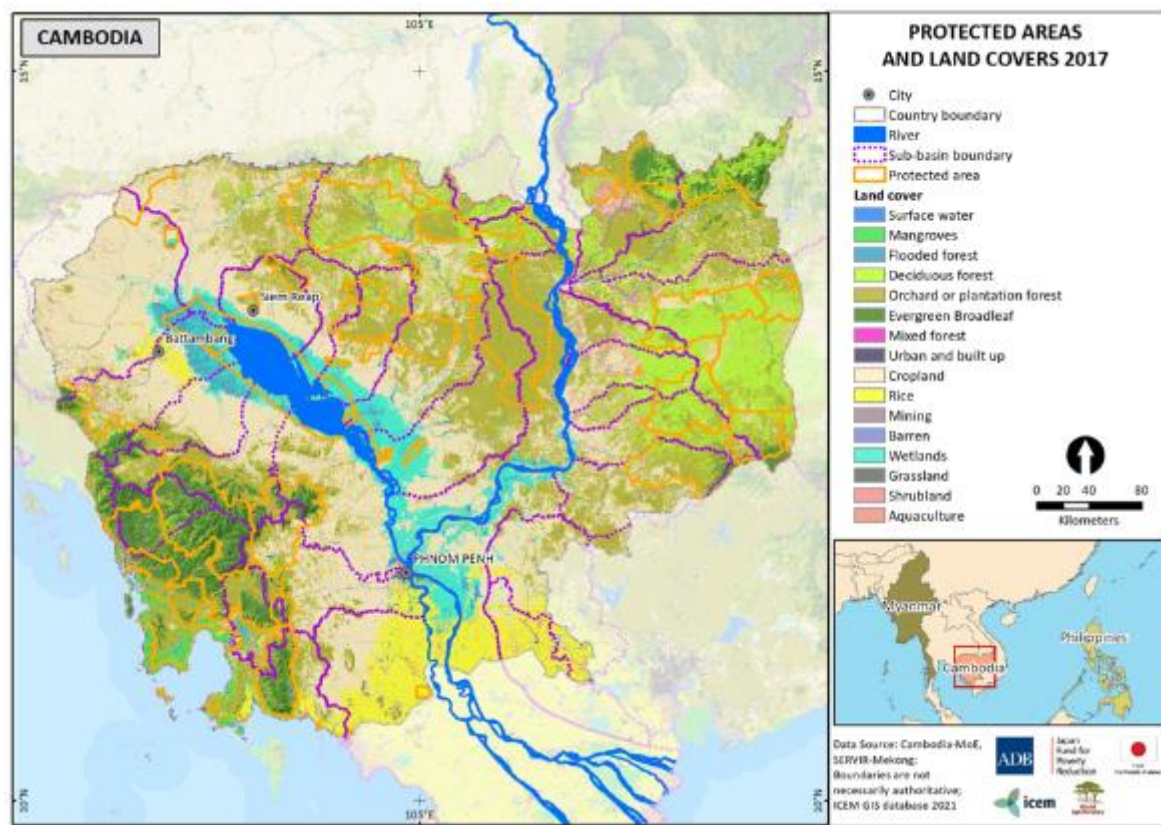 CAMBODIA
105°E
15°N
15°N
Siem Reap
Battambang
PHNOM PENH
10°N
10°N
105°E
PROTECTED AREAS
AND LAND COVERS 2017
City
Country boundary
River
Sub-basin boundary
Protected area
Land cover
Surface water
Mangroves
Flooded forest
Deciduous forest
Orchard or plantation forest
Evergreen Broadleaf
Mixed forest
Urban and built up
Cropland
Rice
Mining
Barren
Wetlands
Grassland
Shrubland
Aquaculture
0 20 40 80
Kilometers
Myanmar
Philippines
Cambodia
Data Source: Cambodia-MoE,
SERVIR-Mekong;
Boundaries are not
necessarily authoritative;
ICEM GIS database 2021
ADB
Japan
Fund for
Poverty
Reduction
icem